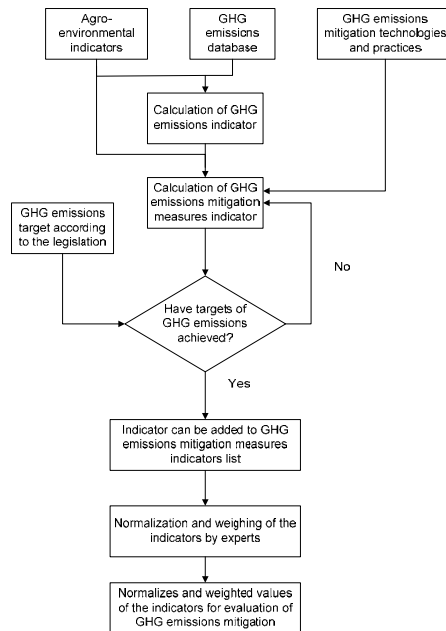 Agro-
environmental
indicators
GHG
emissions
database
GHG emissions
mitigation technologies
and practices
Calculation of GHG
emissions indicator
Calculation of GHG
emissions mitigation
measures indicator
GHG emissions
target according
to the legislation
No
Have targets of
GHG emissions
achieved?
Yes
Indicator can be added to GHG
emissions mitigation measures
indicators list
Normalization and weighing of the
indicators by experts
Normalizes and weighted values
of the indicators for evaluation of
GHG emissions mitigation